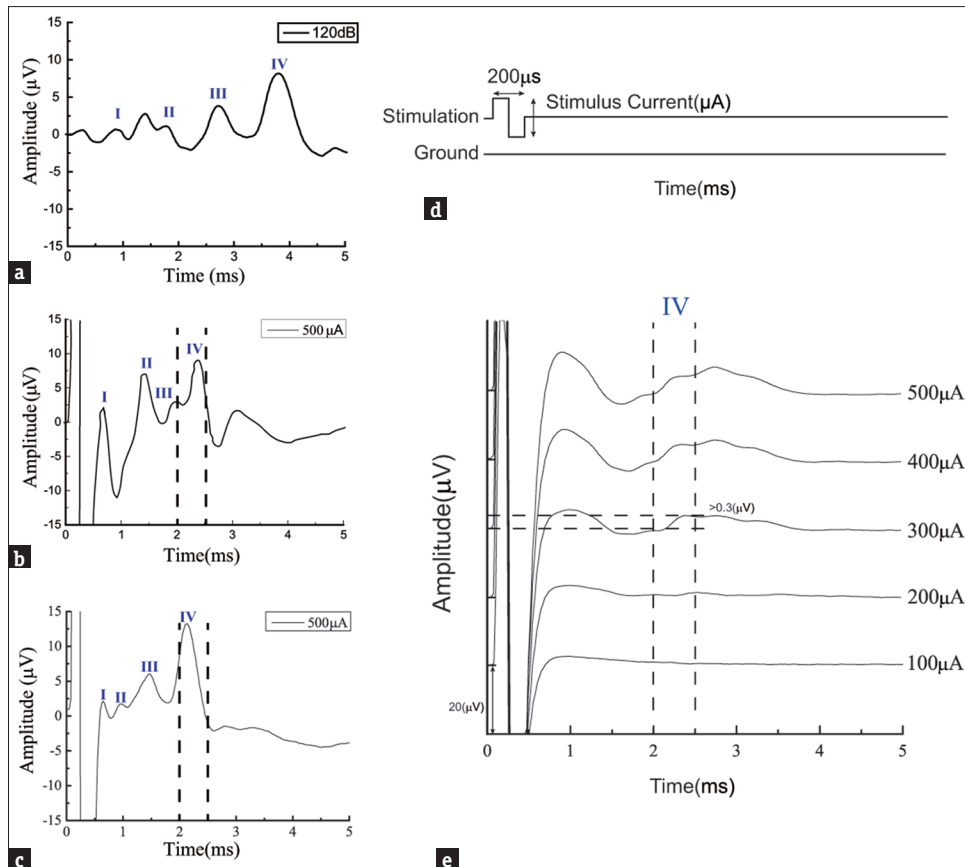 120dB
I
II
III
IV
Amplitude (μV)
15
10
5
0
-5
-10
-15
0 1 2 3 4 5
Time (ms)
a
500 μA
I
II
III
IV
Amplitude (μV)
15
10
5
0
-5
-10
-15
0 1 2 3 4 5
Time(ms)
b
500μA
I
II
III
IV
Amplitude (μV)
15
10
5
0
-5
-10
-15
0 1 2 3 4 5
Time(ms)
c
200μs
Stimulation
Stimulus Current(μA)
Ground
Time(ms)
d
IV
500μA
400μA
>0.3(μV)
300μA
200μA
100μA
20(μV)
Amplitude(μV)
0 1 2 3 4 5
Time(ms)
e